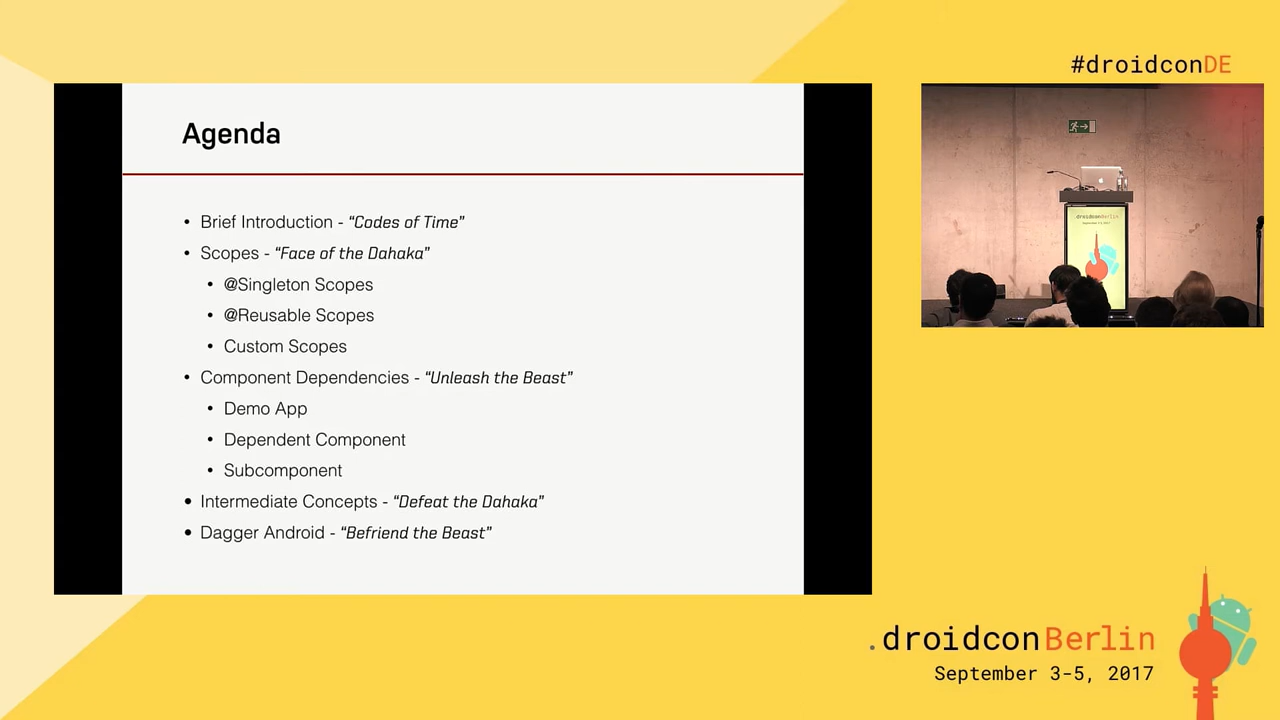 #droidconDE
Agenda
• Brief Introduction - “Codes of Time”
• Scopes - “Face of the Dahaka”
• @Singleton Scopes
• @Reusable Scopes
• Custom Scopes
• Component Dependencies - “Unleash the Beast”
• Demo App
• Dependent Component
• Subcomponent
• Intermediate Concepts - “Defeat the Dahaka”
• Dagger Android - “Befriend the Beast”
.droidconBerlin
.droidconBerlin
September 3-5, 2017